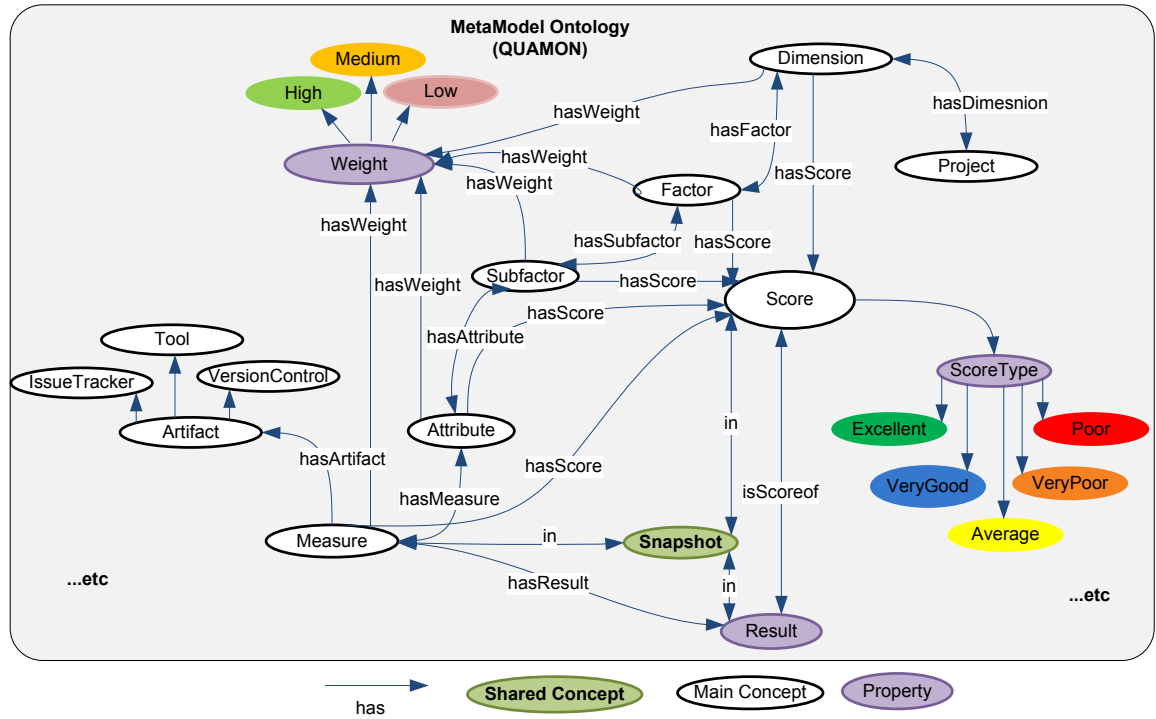 MetaModel Ontology
(QUAMON)
Medium
High
Low
Dimension
hasDimesnion
hasWeight
hasFactor
Weight
hasWeight
hasWeight
Factor
hasScore
Project
hasWeight
hasSubfactor
hasScore
hasWeight
Subfactor
hasScore
Score
hasScore
hasAttribute
Tool
IssueTracker
VersionControl
ScoreType
Artifact
Attribute
in
Excellent
Poor
hasArtifact
hasScore
hasMeasure
isScoreof
VeryGood
VeryPoor
Measure
in
Snapshot
Average
...etc
hasResult
in
...etc
Result
has
Shared Concept
Main Concept
Property